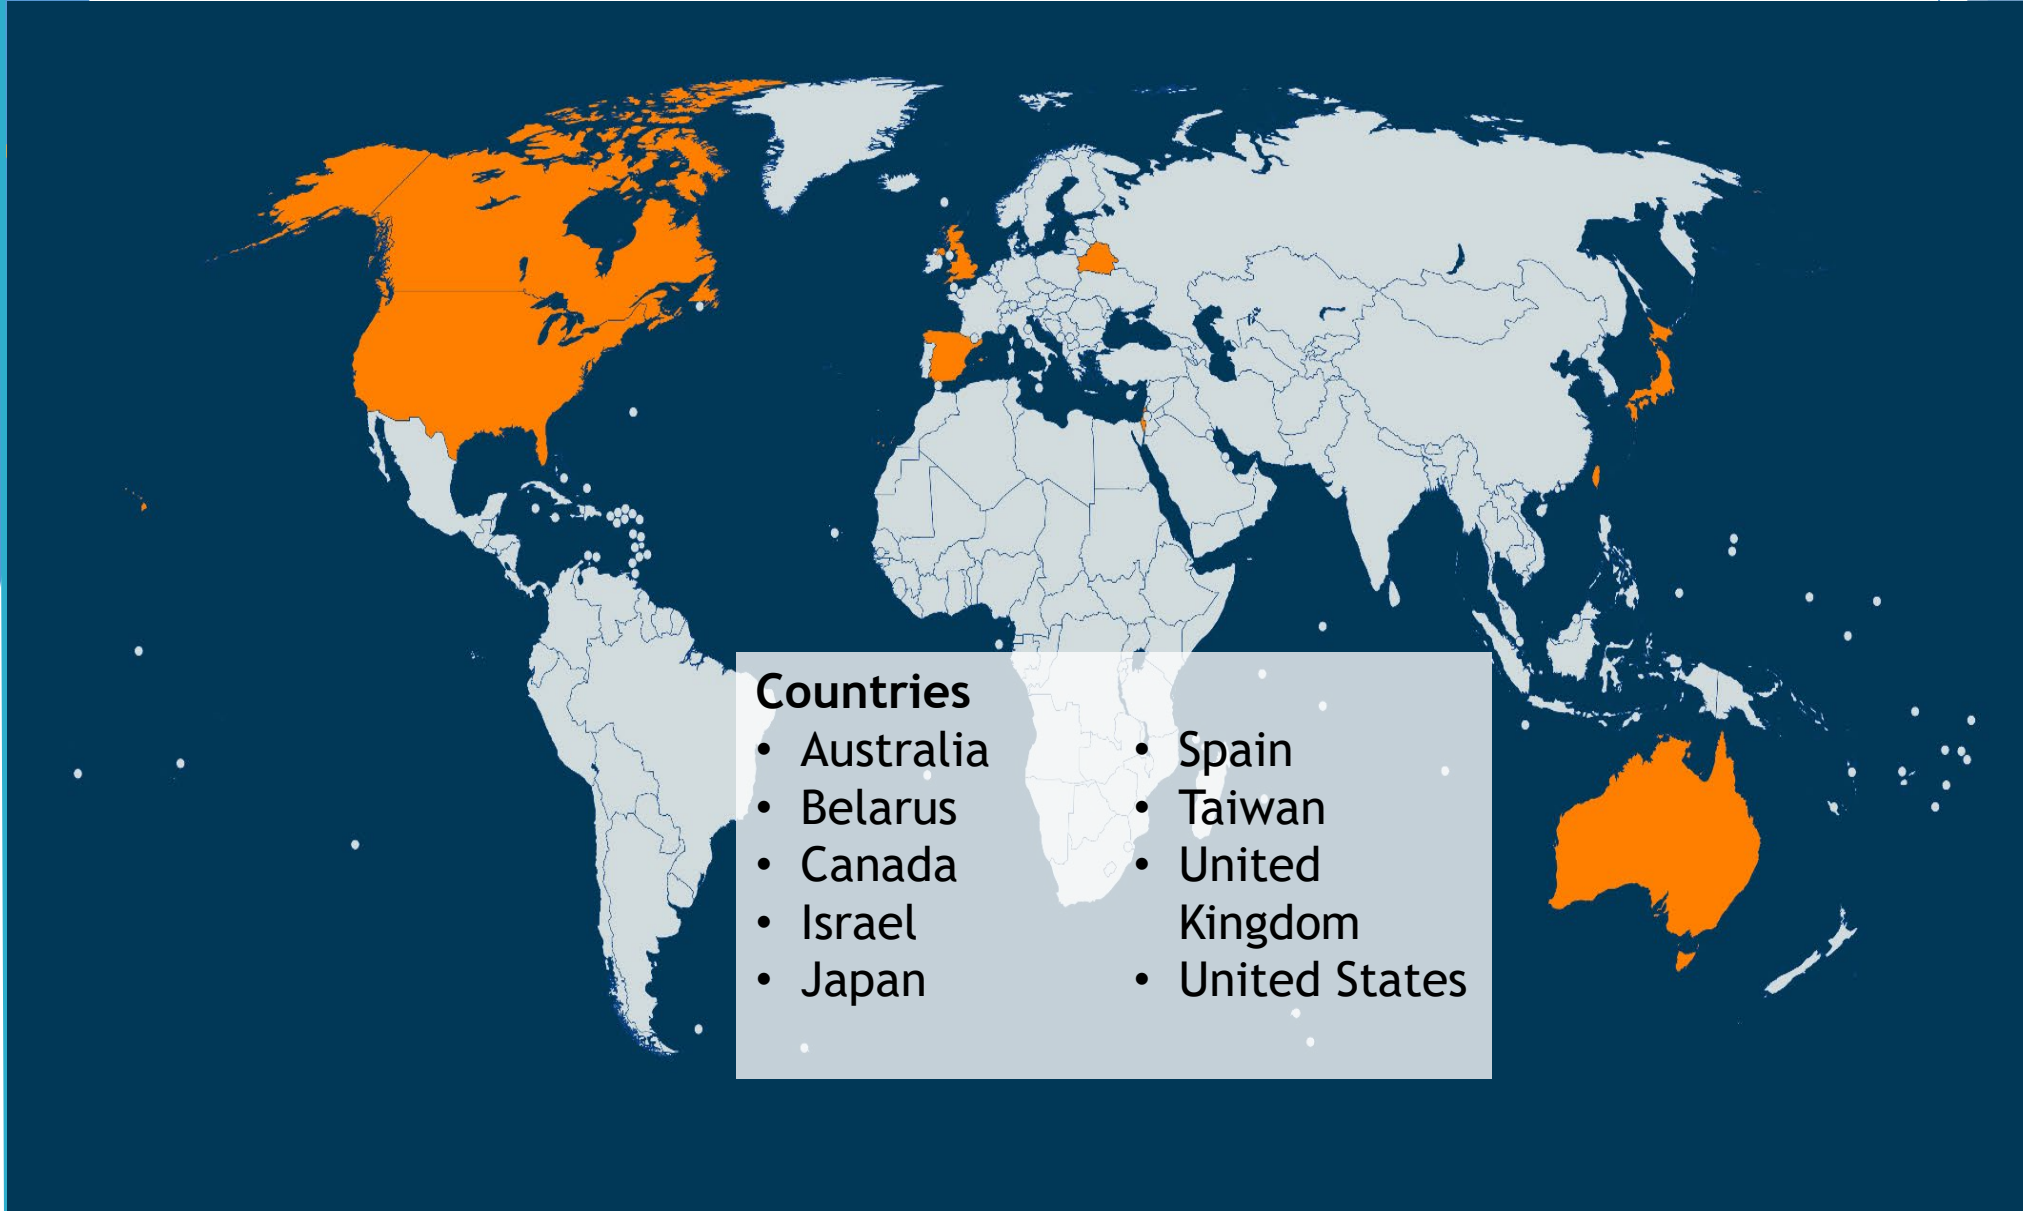 Countries
• Australia
• Belarus
• Canada
• Israel
• Japan
• Spain
• Taiwan
• United
Kingdom
• United States